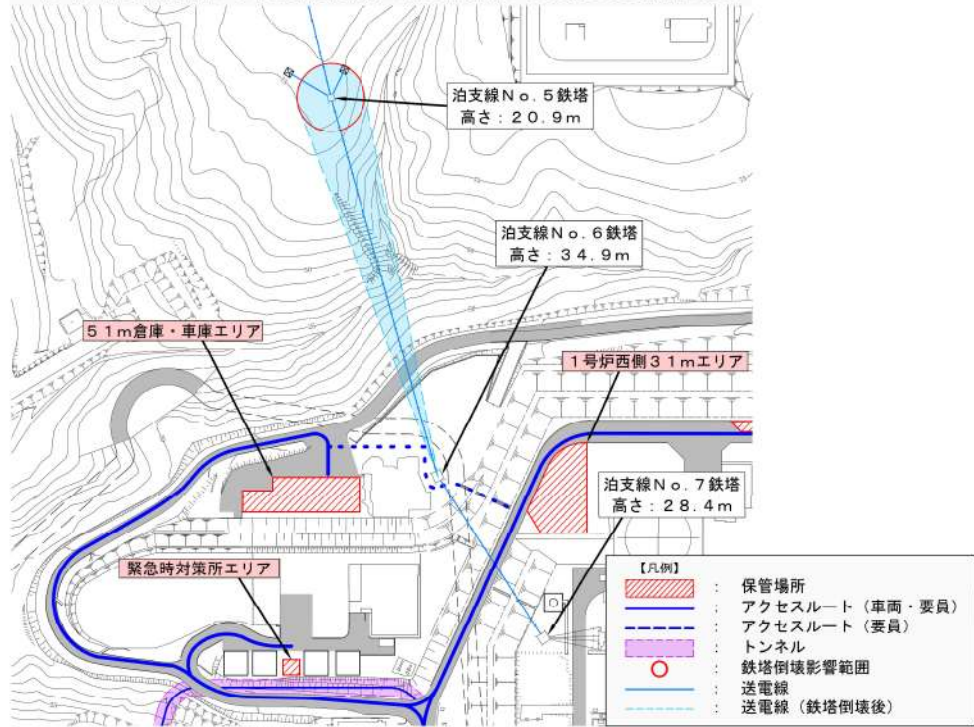 泊支線No.5鉄塔
高さ:20.9m
泊支線No.6鉄塔
高さ:34.9m
51m倉庫・車庫エリア
1号炉西側31mエリア
泊支線No.7鉄塔
高さ:28.4m
緊急時対策所エリア
【凡例】
: 保管場所
: アクセスルート(車両・要員)
: アクセスルート(要員)
: トンネル
: 鉄塔倒壊影響範囲
: 送電線
: 送電線(鉄塔倒壊後)